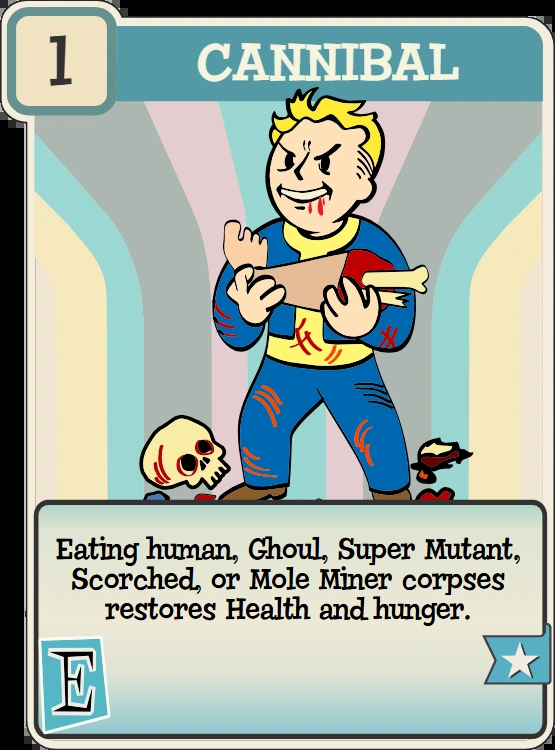 1
CANNIBAL
Eating human, Ghoul, Super Mutant,
Scorched, or Mole Miner corpses
restores Health and hunger.
E